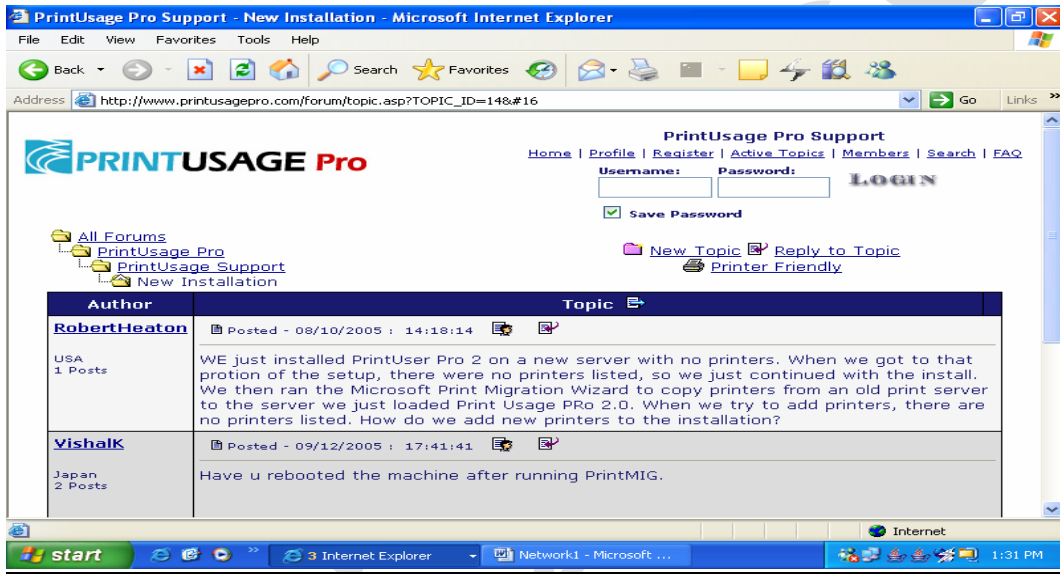 PrintUsage Pro Support - New Installation - Microsoft Internet Explorer
File Edit View Favorites Tools Help
Back Search Favorites
Address http://www.printusagepro.com/forum/topic.asp?TOPIC_ID=148&#16 Go Links »
PRINTUSAGE Pro
PrintUsage Pro Support
Home | Profile | Register | Active Topics | Members | Search | FAQ
Username: Password:
LOGIN
Save Password
All Forums
PrintUsage Pro
PrintUsage Support
New Installation
New Topic Reply to Topic
Printer Friendly
Author Topic
RobertHeaton
USA
1 Posts
Posted - 08/10/2005 : 14:18:14
WE just installed PrintUser Pro 2 on a new server with no printers. When we got to that
protion of the setup, there were no printers listed, so we just continued with the install.
We then ran the Microsoft Print Migration Wizard to copy printers from an old print server
to the server we just loaded Print Usage PRo 2.0. When we try to add printers, there are
no printers listed. How do we add new printers to the installation?
VishalK
Japan
2 Posts
Posted - 09/12/2005 : 17:41:41
Have u rebooted the machine after running PrintMIG.
Internet
start » 3 Internet Explorer Network1 - Microsoft ... 1:31 PM